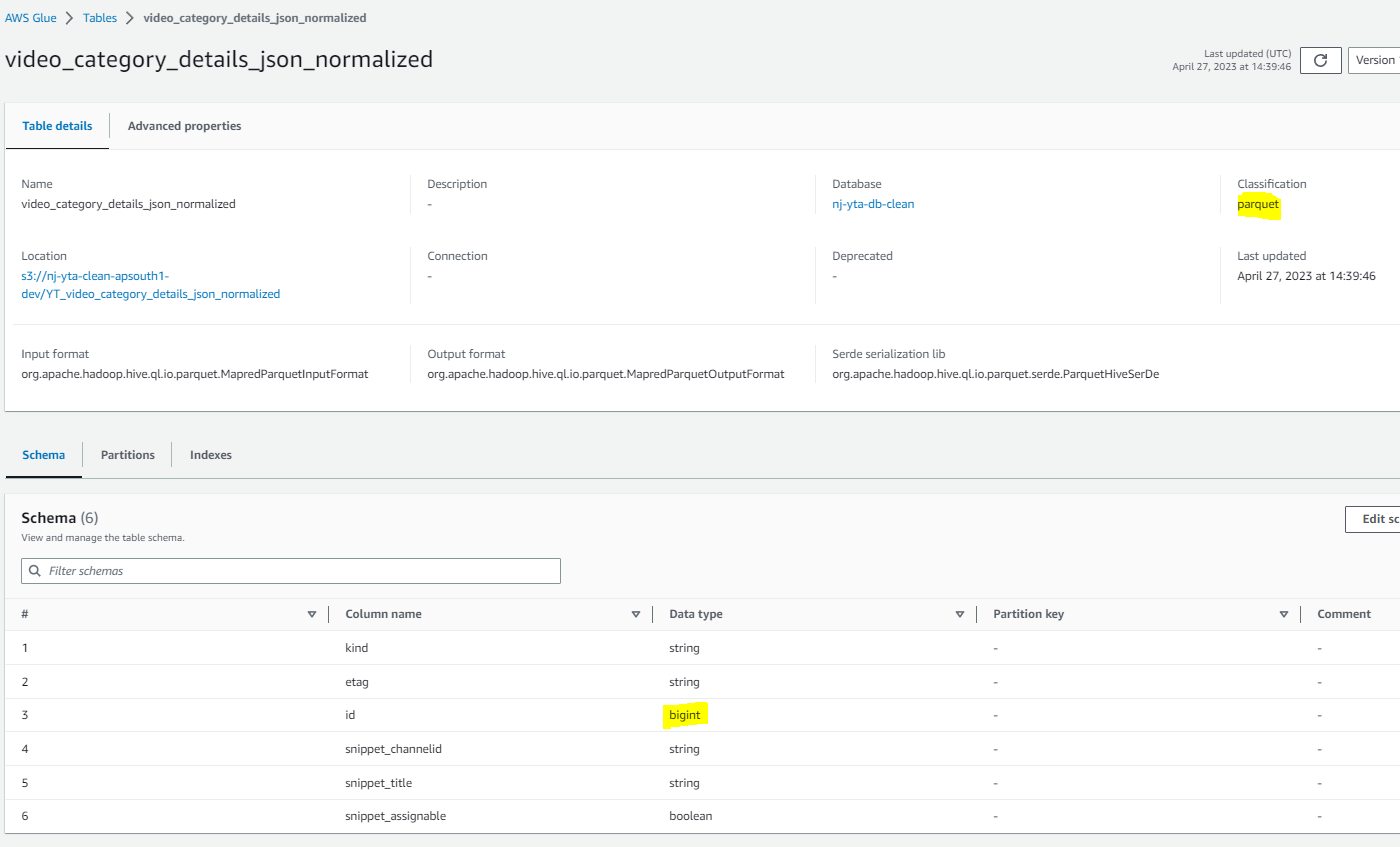 AWS Glue > Tables > video_category_details_json_normalized
video_category_details_json_normalized
Last updated (UTC)
April 27, 2023 at 14:39:46
Version
Table details
Advanced properties
Name
video_category_details_json_normalized
Description
-
Database
nj-yta-db-clean
Classification
parquet
Location
s3://nj-yta-clean-apsouth1-
dev/YT_video_category_details_json_normalized
Connection
-
Deprecated
-
Last updated
April 27, 2023 at 14:39:46
Input format
org.apache.hadoop.hive.ql.io.parquet.MapredParquetInputFormat
Output format
org.apache.hadoop.hive.ql.io.parquet.MapredParquetOutputFormat
Serde serialization lib
org.apache.hadoop.hive.ql.io.parquet.serde.ParquetHiveSerDe
Schema
Partitions
Indexes
Schema (6)
View and manage the table schema.
Edit sc
Filter schemas
# Column name Data type Partition key Comment
1 kind string - -
2 etag string - -
3 id bigint - -
4 snippet_channelid string - -
5 snippet_title string - -
6 snippet_assignable boolean - -